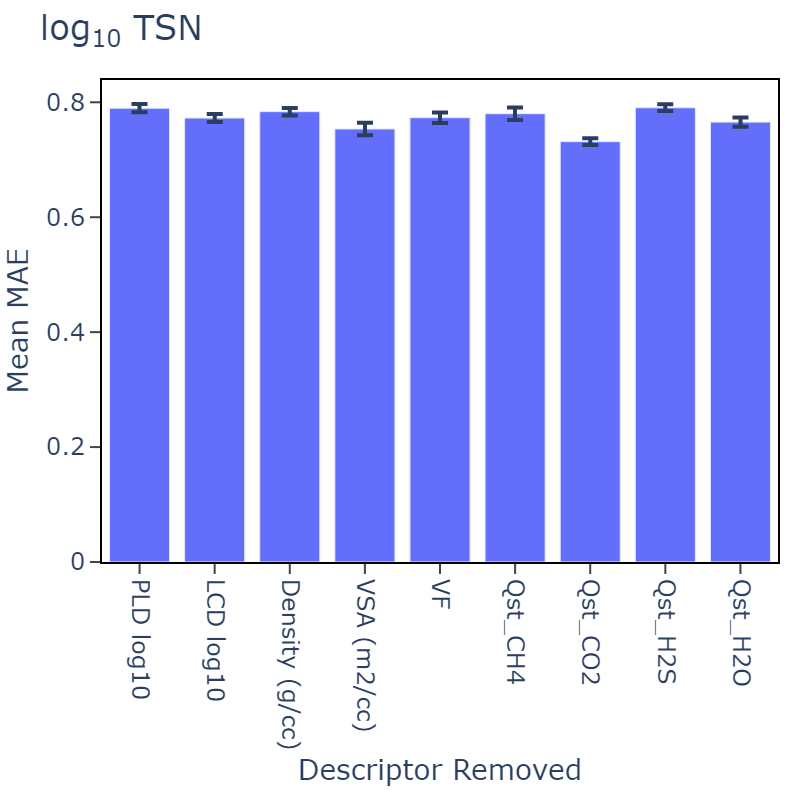 log₁₀ TSN
Mean MAE
0.8
0.6
0.4
0.2
0
PLD log10
LCD log10
Density (g/cc)
VSA (m2/cc)
VF
Qst_CH4
Qst_CO2
Qst_H2S
Qst_H2O
Descriptor Removed